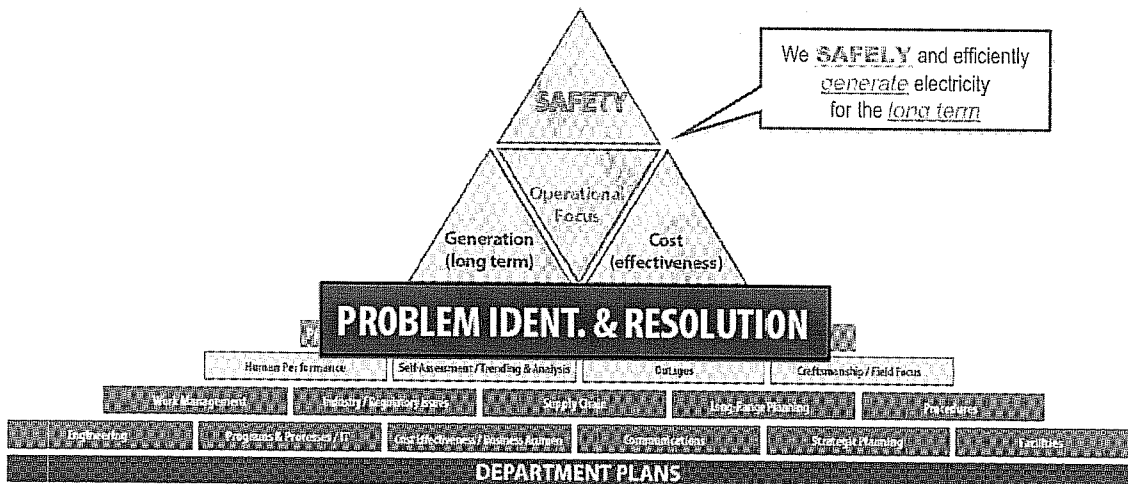 We SAFELY and efficiently
generate electricity
for the long term
SAFETY
Operational
Focus
Generation
(long term)
Cost
(effectiveness)
PROBLEM IDENT. & RESOLUTION
Human Performance
Self-Assessment / Trending & Analysis
Outages
Craftsmanship / Field Focus
Work Management
Industry / Regulatory Issues
Supply Chain
Long-Range Planning
Procedures
Engineering
Programs & Processes / IT
Cost Effectiveness / Business Acumen
Communications
Strategic Planning
Facilities
DEPARTMENT PLANS